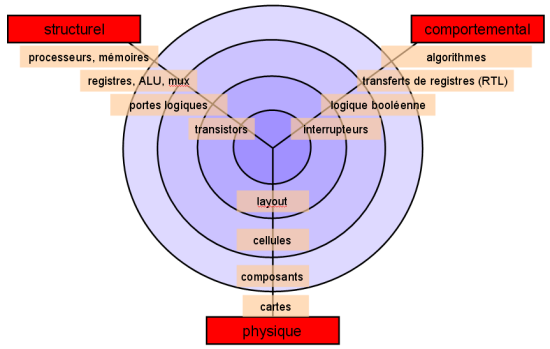 structurel
comportemental
processeurs, mémoires
algorithmes
registres, ALU, mux
transferts de registres (RTL)
portes logiques
logique booléenne
transistors
interrupteurs
layout
cellules
composants
cartes
physique